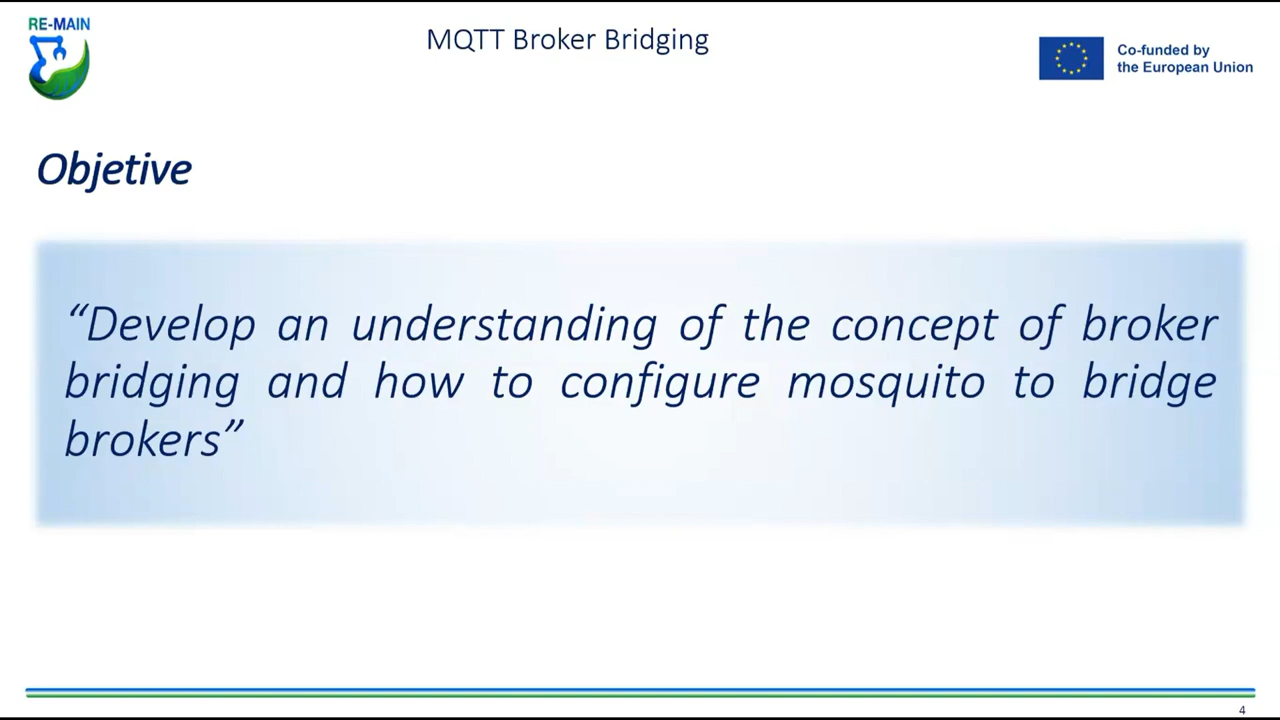 RE-MAIN
MQTT Broker Bridging
Co-funded by
the European Union
Objetive
“Develop an understanding of the concept of broker
bridging and how to configure mosquito to bridge
brokers”
4